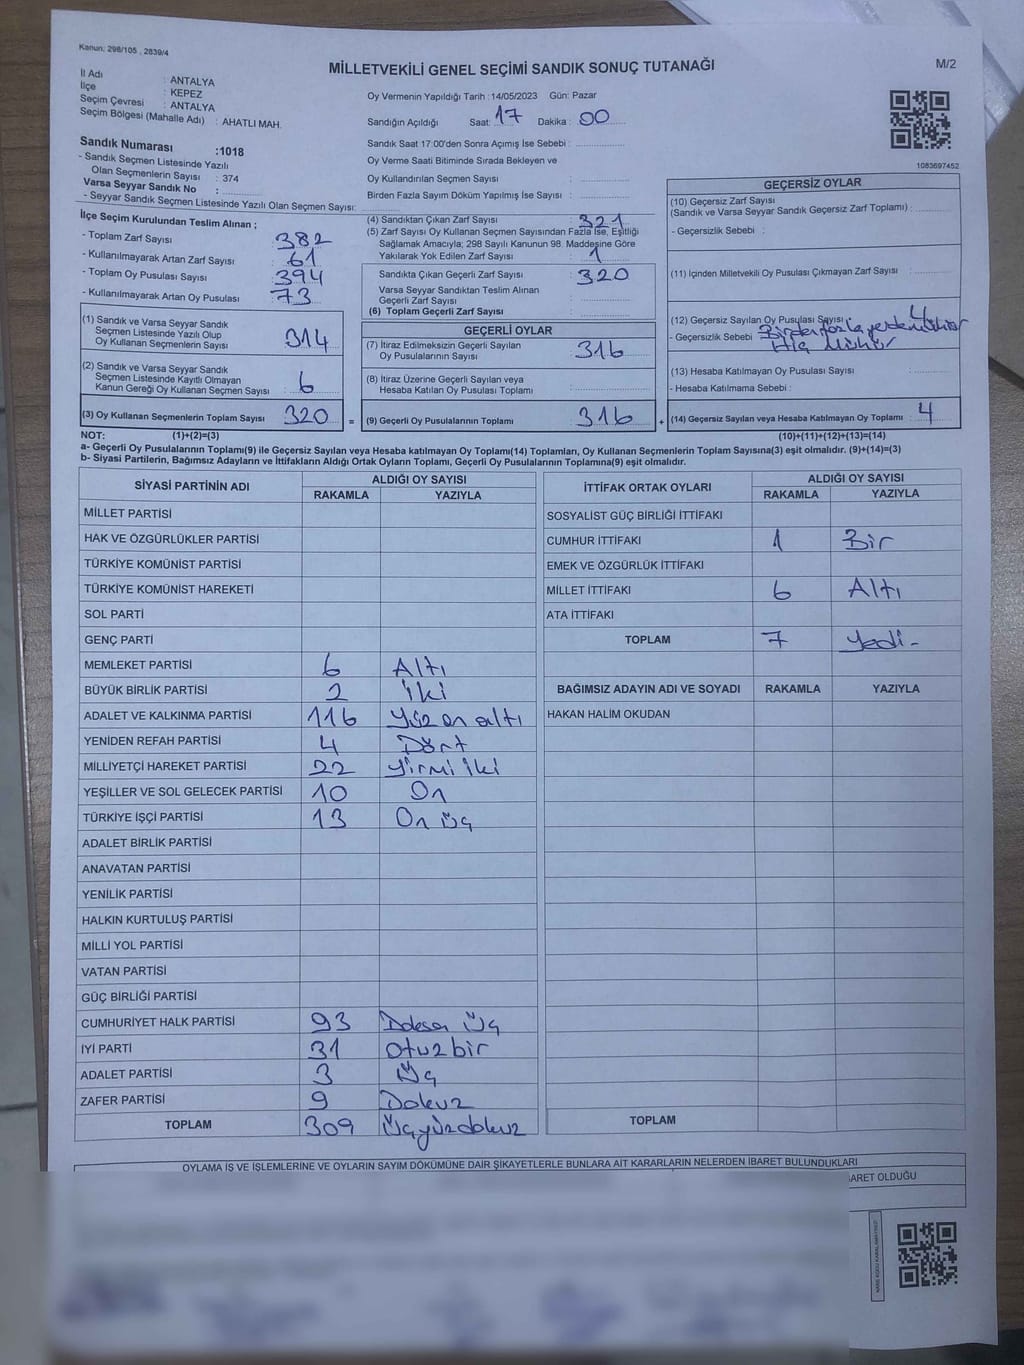 Kanun: 298/105 , 2839/4
MİLLETVEKİLİ GENEL SEÇİMİ SANDIK SONUÇ TUTANAĞI
M/2
İl Adı : ANTALYA
İlçe : KEPEZ
Seçim Çevresi : ANTALYA
Seçim Bölgesi (Mahalle Adı) : AHATLI MAH.
Oy Vermenin Yapıldığı Tarih : 14/05/2023 Gün: Pazar
Sandığın Açıldığı Saat: 17 Dakika : 00
Sandık Saat 17:00'den Sonra Açımış İse Sebebi :
Oy Verme Saati Bitiminde Sırada Bekleyen ve
Oy Kullandırılan Seçmen Sayısı :
Birden Fazla Sayım Döküm Yapılmış İse Sayısı :
1083697452
Sandık Numarası :1018
- Sandık Seçmen Listesinde Yazılı
Olan Seçmenlerin Sayısı : 374
Varsa Seyyar Sandık No :
- Seyyar Sandık Seçmen Listesinde Yazılı Olan Seçmen Sayısı:
İlçe Seçim Kurulundan Teslim Alınan ;
- Toplam Zarf Sayısı : 382
- Kullanılmayarak Artan Zarf Sayısı : 61
- Toplam Oy Pusulası Sayısı : 394
- Kullanılmayarak Artan Oy Pusulası : 73
(1) Sandık ve Varsa Seyyar Sandık
Seçmen Listesinde Yazılı Olup
Oy Kullanan Seçmenlerin Sayısı : 314
(2) Sandık ve Varsa Seyyar Sandık
Seçmen Listesinde Kayıtlı Olmayan
Kanun Gereği Oy Kullanan Seçmen Sayısı : 6
(3) Oy Kullanan Seçmenlerin Toplam Sayısı : 320 =
(4) Sandıktan Çıkan Zarf Sayısı : 321
(5) Zarf Sayısı Oy Kullanan Seçmen Sayısından Fazla İse, Eşitliği
Sağlamak Amacıyla; 298 Sayılı Kanunun 98. Maddesine Göre
Yakılarak Yok Edilen Zarf Sayısı : 1
Sandıkta Çıkan Geçerli Zarf Sayısı : 320
Varsa Seyyar Sandıktan Teslim Alınan
Geçerli Zarf Sayısı :
(6) Toplam Geçerli Zarf Sayısı :
GEÇERLİ OYLAR
(7) İtiraz Edilmeksizin Geçerli Sayılan
Oy Pusulasının Sayısı : 316
(8) İtiraz Üzerine Geçerli Sayılan veya
Hesaba Katılan Oy Pusulası Toplamı :
(9) Geçerli Oy Pusulalarının Toplamı : 316 +
GEÇERSİZ OYLAR
(10) Geçersiz Zarf Sayısı
(Sandık ve Varsa Seyyar Sandık Geçersiz Zarf Toplamı) :
- Geçersizlik Sebebi :
(11) İçinden Milletvekili Oy Pusulası Çıkmayan Zarf Sayısı :
(12) Geçersiz Sayılan Oy Pusulası Sayısı : 4
- Geçersizlik Sebebi : Birden fazla yerde mühür
Hiç Mühür
(13) Hesaba Katılmayan Oy Pusulası Sayısı :
- Hesaba Katılmama Sebebi :
(14) Geçersiz Sayılan veya Hesaba Katılmayan Oy Toplamı : 4
NOT: (1)+(2)=(3)
(10)+(11)+(12)+(13)=(14)
a- Geçerli Oy Pusulalarının Toplamı(9) ile Geçersiz Sayılan veya Hesaba katılmayan Oy Toplamı(14) Toplamları, Oy Kullanan Seçmenlerin Toplam Sayısına(3) eşit olmalıdır. (9)+(14)=(3)
b- Siyasi Partilerin, Bağımsız Adayların ve İttifakların Aldığı Ortak Oyların Toplamı, Geçerli Oy Pusulalarının Toplamına(9) eşit olmalıdır.
SİYASİ PARTİNİN ADI ALDIĞI OY SAYISI
RAKAMLA YAZIYLA
MİLLET PARTİSİ
HAK VE ÖZGÜRLÜKLER PARTİSİ
TÜRKİYE KOMÜNİST PARTİSİ
TÜRKİYE KOMÜNİST HAREKETİ
SOL PARTİ
GENÇ PARTİ
MEMLEKET PARTİSİ 6 Altı
BÜYÜK BİRLİK PARTİSİ 2 İki
ADALET VE KALKINMA PARTİSİ 116 Yüz on altı
YENİDEN REFAH PARTİSİ 4 Dört
MİLLİYETÇİ HAREKET PARTİSİ 22 Yirmi iki
YEŞİLLER VE SOL GELECEK PARTİSİ 10 On
TÜRKİYE İŞÇİ PARTİSİ 13 On üç
ADALET BİRLİK PARTİSİ
ANAVATAN PARTİSİ
YENİLİK PARTİSİ
HALKIN KURTULUŞ PARTİSİ
MİLLİ YOL PARTİSİ
VATAN PARTİSİ
GÜÇ BİRLİĞİ PARTİSİ
CUMHURİYET HALK PARTİSİ 93 Doksan Üç
İYİ PARTİ 31 Otuz bir
ADALET PARTİSİ 3 Üç
ZAFER PARTİSİ 9 Dokuz
TOPLAM 309 Üçyüzdokuz
İTTİFAK ORTAK OYLARI ALDIĞI OY SAYISI
RAKAMLA YAZIYLA
SOSYALİST GÜÇ BİRLİĞİ İTTİFAKI
CUMHUR İTTİFAKI 1 Bir
EMEK VE ÖZGÜRLÜK İTTİFAKI
MİLLET İTTİFAKI 6 Altı
ATA İTTİFAKI
TOPLAM 7 Yedi-
BAĞIMSIZ ADAYIN ADI VE SOYADI RAKAMLA YAZIYLA
HAKAN HALİM OKUDAN
TOPLAM
OYLAMA İŞ VE İŞLEMLERİNE VE OYLARIN SAYIM DÖKÜMÜNE DAİR ŞİKAYETLERLE BUNLARA AİT KARARLARIN NELERDEN İBARET BULUNDUKLARI
İBARET OLDUĞU